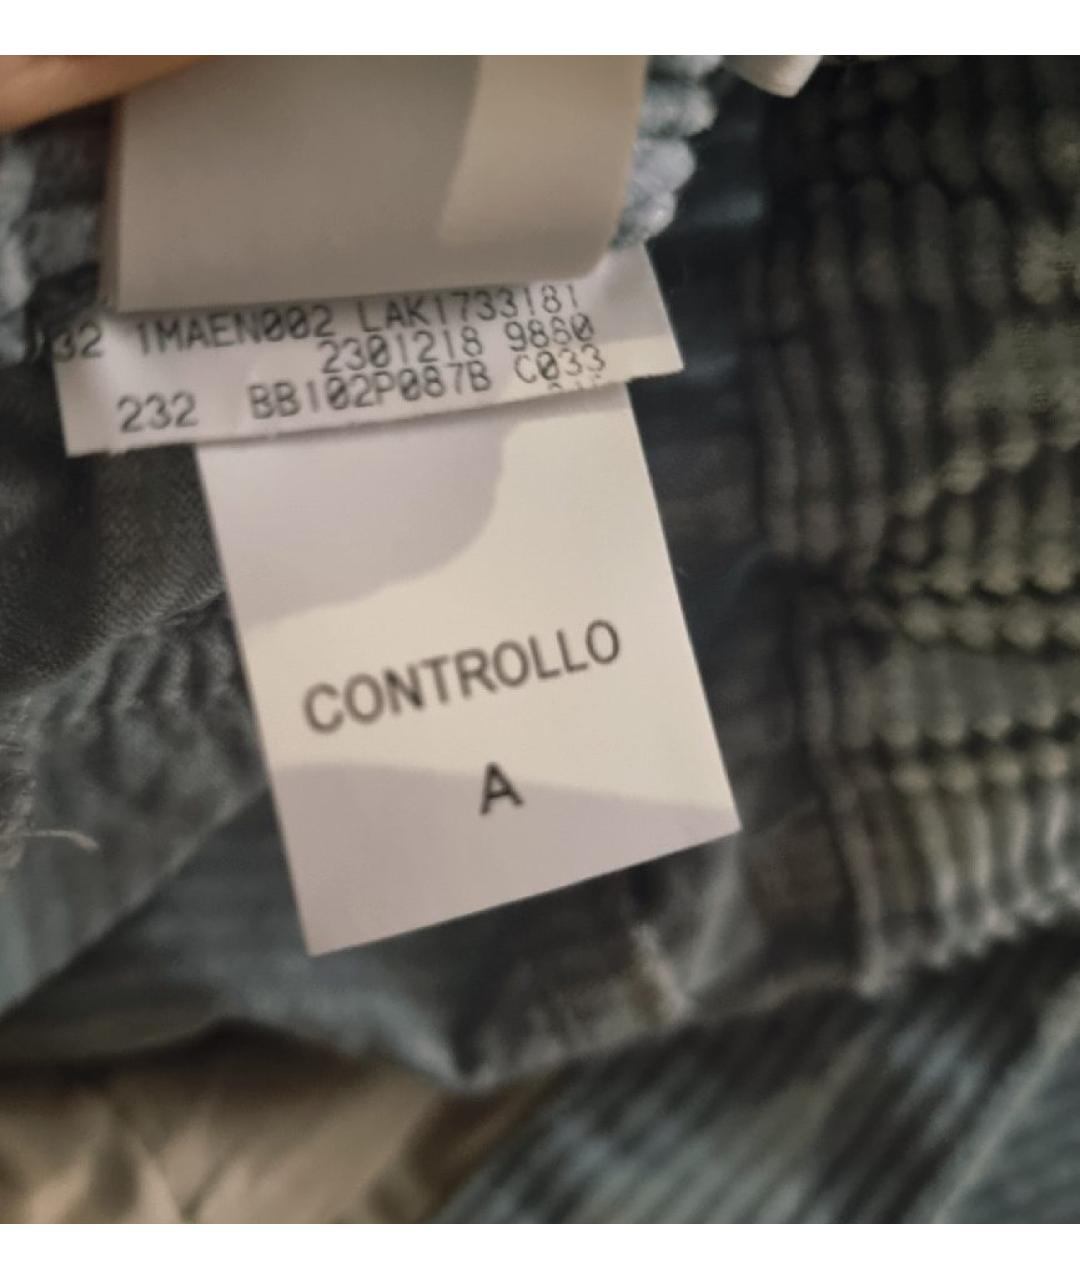 32 1MAEN002 LAK1733181
2301218 9860
232 BB102P087B C033
CONTROLLO
A